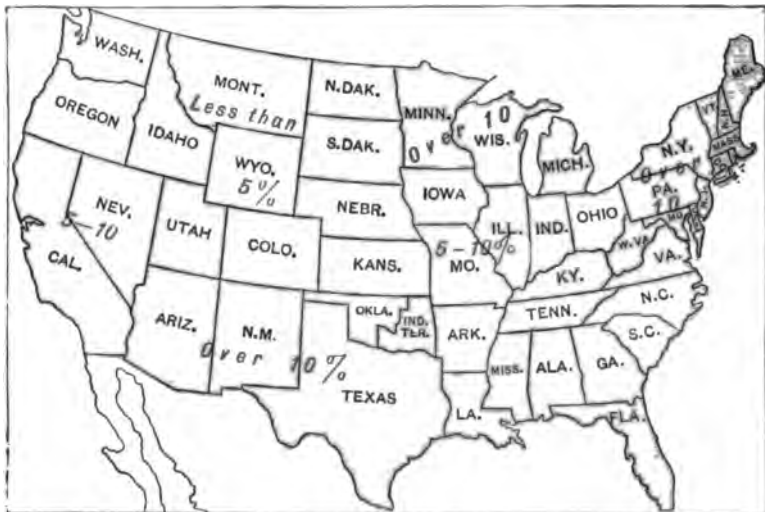 WASH.
MONT.
N.DAK.
MINN.
ME.
OREGON
IDAHO
Less than
S.DAK.
Over 10
WIS.
MICH.
VT.
N.H.
MASS.
N.Y.
Over
WYO.
5%
NEBR.
IOWA
PA.
10
NEV.
5-10
UTAH
COLO.
ILL.
IND.
OHIO
5-10%
CAL.
KANS.
MO.
W.VA.
VA.
KY.
ARIZ.
N.M.
OKLA.
IND.
TER.
ARK.
TENN.
N.C.
S.C.
Over 10%
TEXAS
LA.
MISS.
ALA.
GA.
FLA.